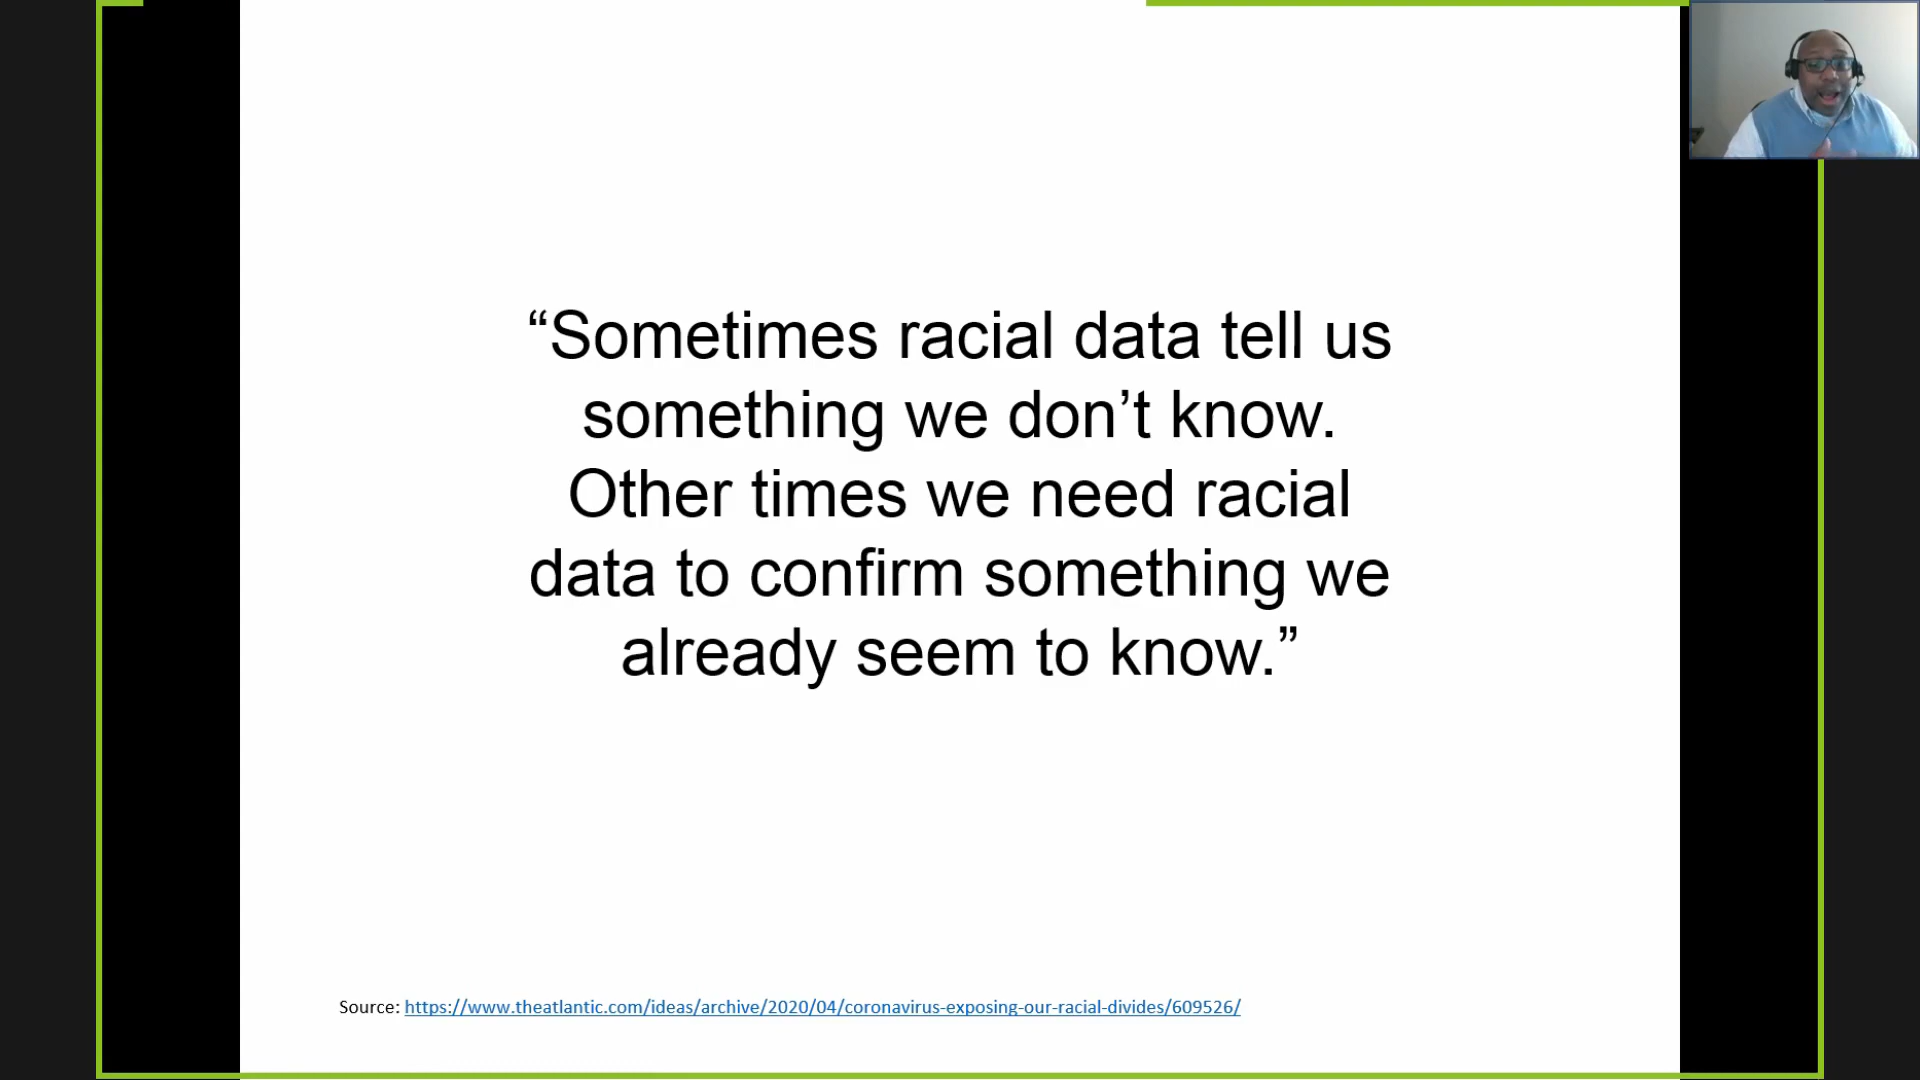 “Sometimes racial data tell us
something we don’t know.
Other times we need racial
data to confirm something we
already seem to know.”
Source: https://www.theatlantic.com/ideas/archive/2020/04/coronavirus-exposing-our-racial-divides/609526/